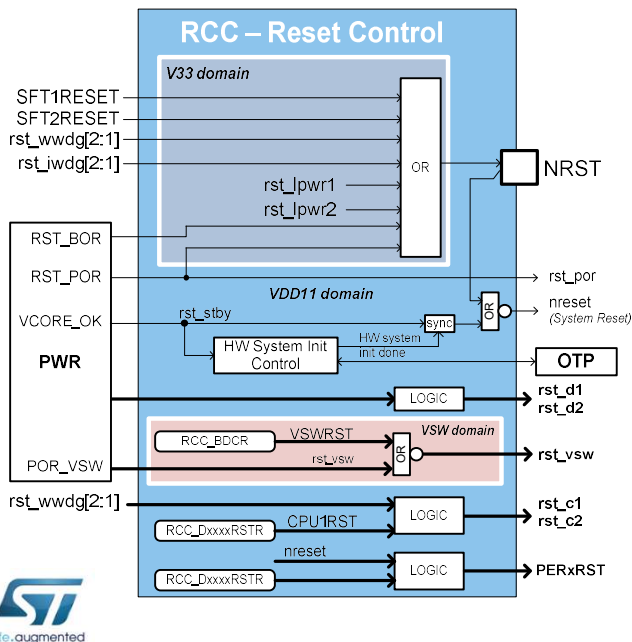 RCC – Reset Control
V33 domain
SFT1RESET
SFT2RESET
rst_wwdg[2:1]
rst_iwdg[2:1]
OR
NRST
rst_lpwr1
rst_lpwr2
RST_BOR
RST_POR
rst_por
VDD11 domain
VCORE_OK
rst_stby
sync
OR
nreset
(System Reset)
HW system
init done
HW System Init
Control
OTP
PWR
LOGIC
rst_d1
rst_d2
VSW domain
RCC_BDCR
VSWRST
OR
rst_vsw
POR_VSW
rst_vsw
rst_wwdg[2:1]
CPU1RST
RCC_DxxxxRSTR
LOGIC
rst_c1
rst_c2
nreset
RCC_DxxxxRSTR
LOGIC
PERxRST
ST
fe.augmented